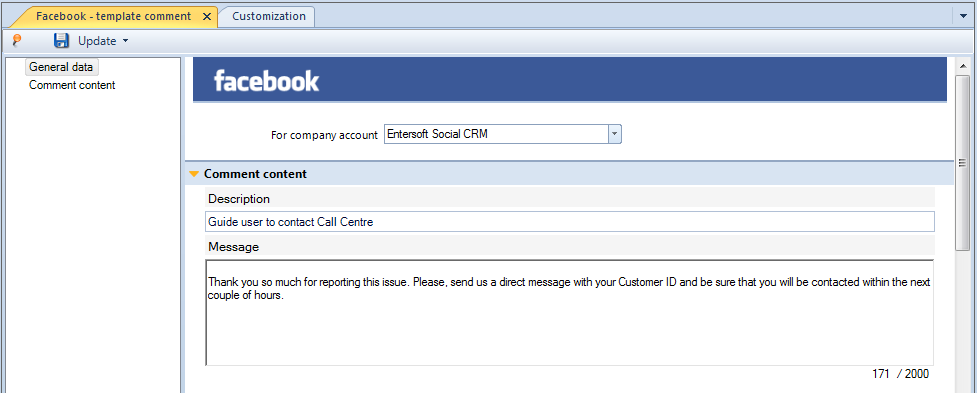 Facebook - template comment
Customization
Update
General data
Comment content
facebook
For company account Entersoft Social CRM
Comment content
Description
Guide user to contact Call Centre
Message
Thank you so much for reporting this issue. Please, send us a direct message with your Customer ID and be sure that you will be contacted within the next
couple of hours.
171 / 2000